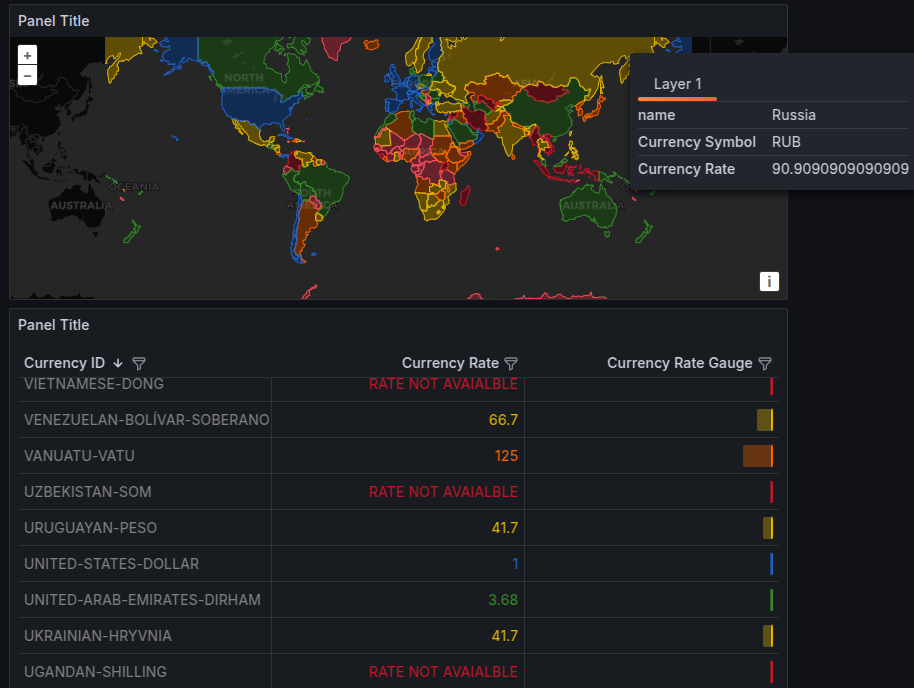 Panel Title
+
−
NORTH
AMERICA
ASIA
OCEANIA
AUSTRALIA
SOUTH
AMERICA
AUSTRALIA
i
Layer 1
name Russia
Currency Symbol RUB
Currency Rate 90.9090909090909
Panel Title
Currency ID Currency Rate Currency Rate Gauge
VIETNAMESE-DONG RATE NOT AVAIALBLE
VENEZUELAN-BOLÍVAR-SOBERANO 66.7
VANUATU-VATU 125
UZBEKISTAN-SOM RATE NOT AVAIALBLE
URUGUAYAN-PESO 41.7
UNITED-STATES-DOLLAR 1
UNITED-ARAB-EMIRATES-DIRHAM 3.68
UKRAINIAN-HRYVNIA 41.7
UGANDAN-SHILLING RATE NOT AVAIALBLE